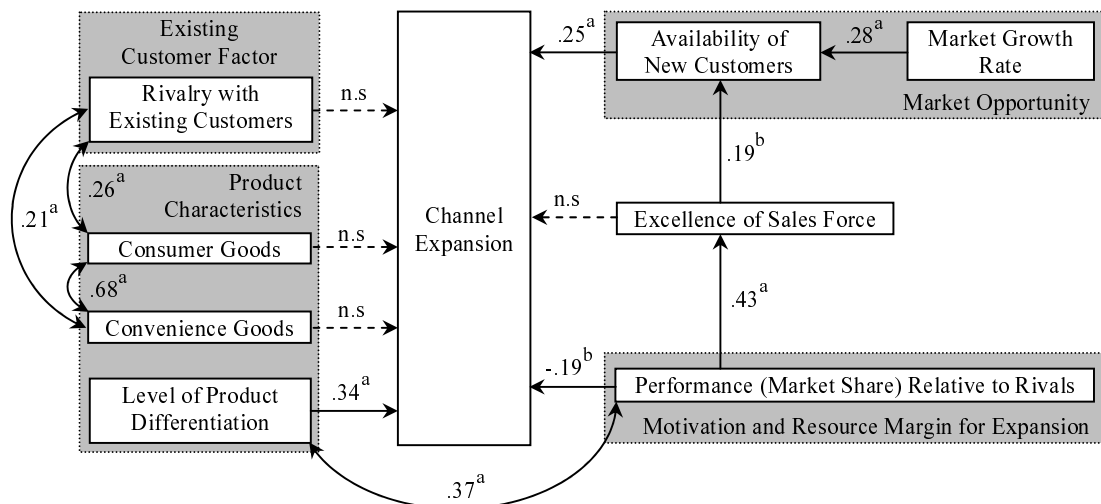 Existing
Customer Factor
Rivalry with
Existing Customers
n.s
.26a
.21a
Product
Characteristics
Consumer Goods
n.s
.68a
Convenience Goods
n.s
Level of Product
Differentiation
.34a
Channel
Expansion
.25a
Availability of
New Customers
.28a
Market Growth
Rate
Market Opportunity
.19b
n.s
Excellence of Sales Force
.43a
-.19b
Performance (Market Share) Relative to Rivals
Motivation and Resource Margin for Expansion
.37a